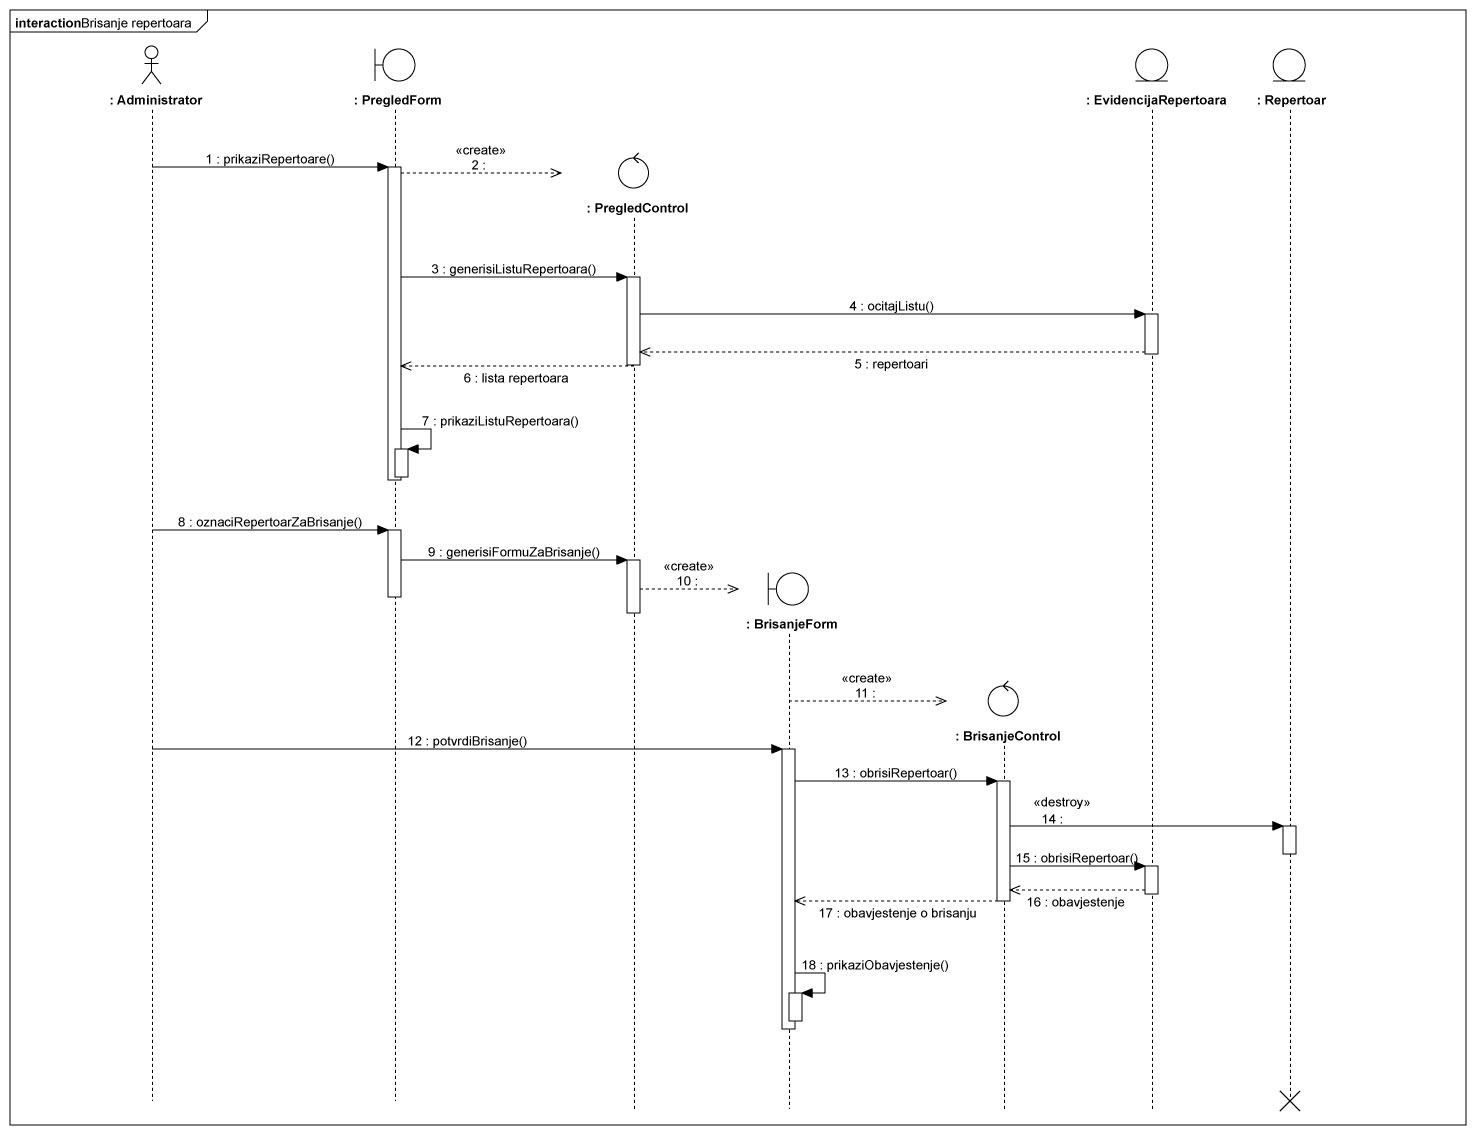 interactionBrisanje repertoara
: Administrator
: PregledForm
: EvidencijaRepertoara
: Repertoar
1 : prikaziRepertoare()
«create»
2 :
: PregledControl
3 : generisiListuRepertoara()
4 : ocitajListu()
5 : repertoari
6 : lista repertoara
7 : prikaziListuRepertoara()
8 : oznaciRepertoarZaBrisanje()
9 : generisiFormuZaBrisanje()
«create»
10 :
: BrisanjeForm
«create»
11 :
: BrisanjeControl
12 : potvrdiBrisanje()
13 : obrisiRepertoar()
«destroy»
14 :
15 : obrisiRepertoar()
16 : obavjestenje
17 : obavjestenje o brisanju
18 : prikaziObavjestenje()